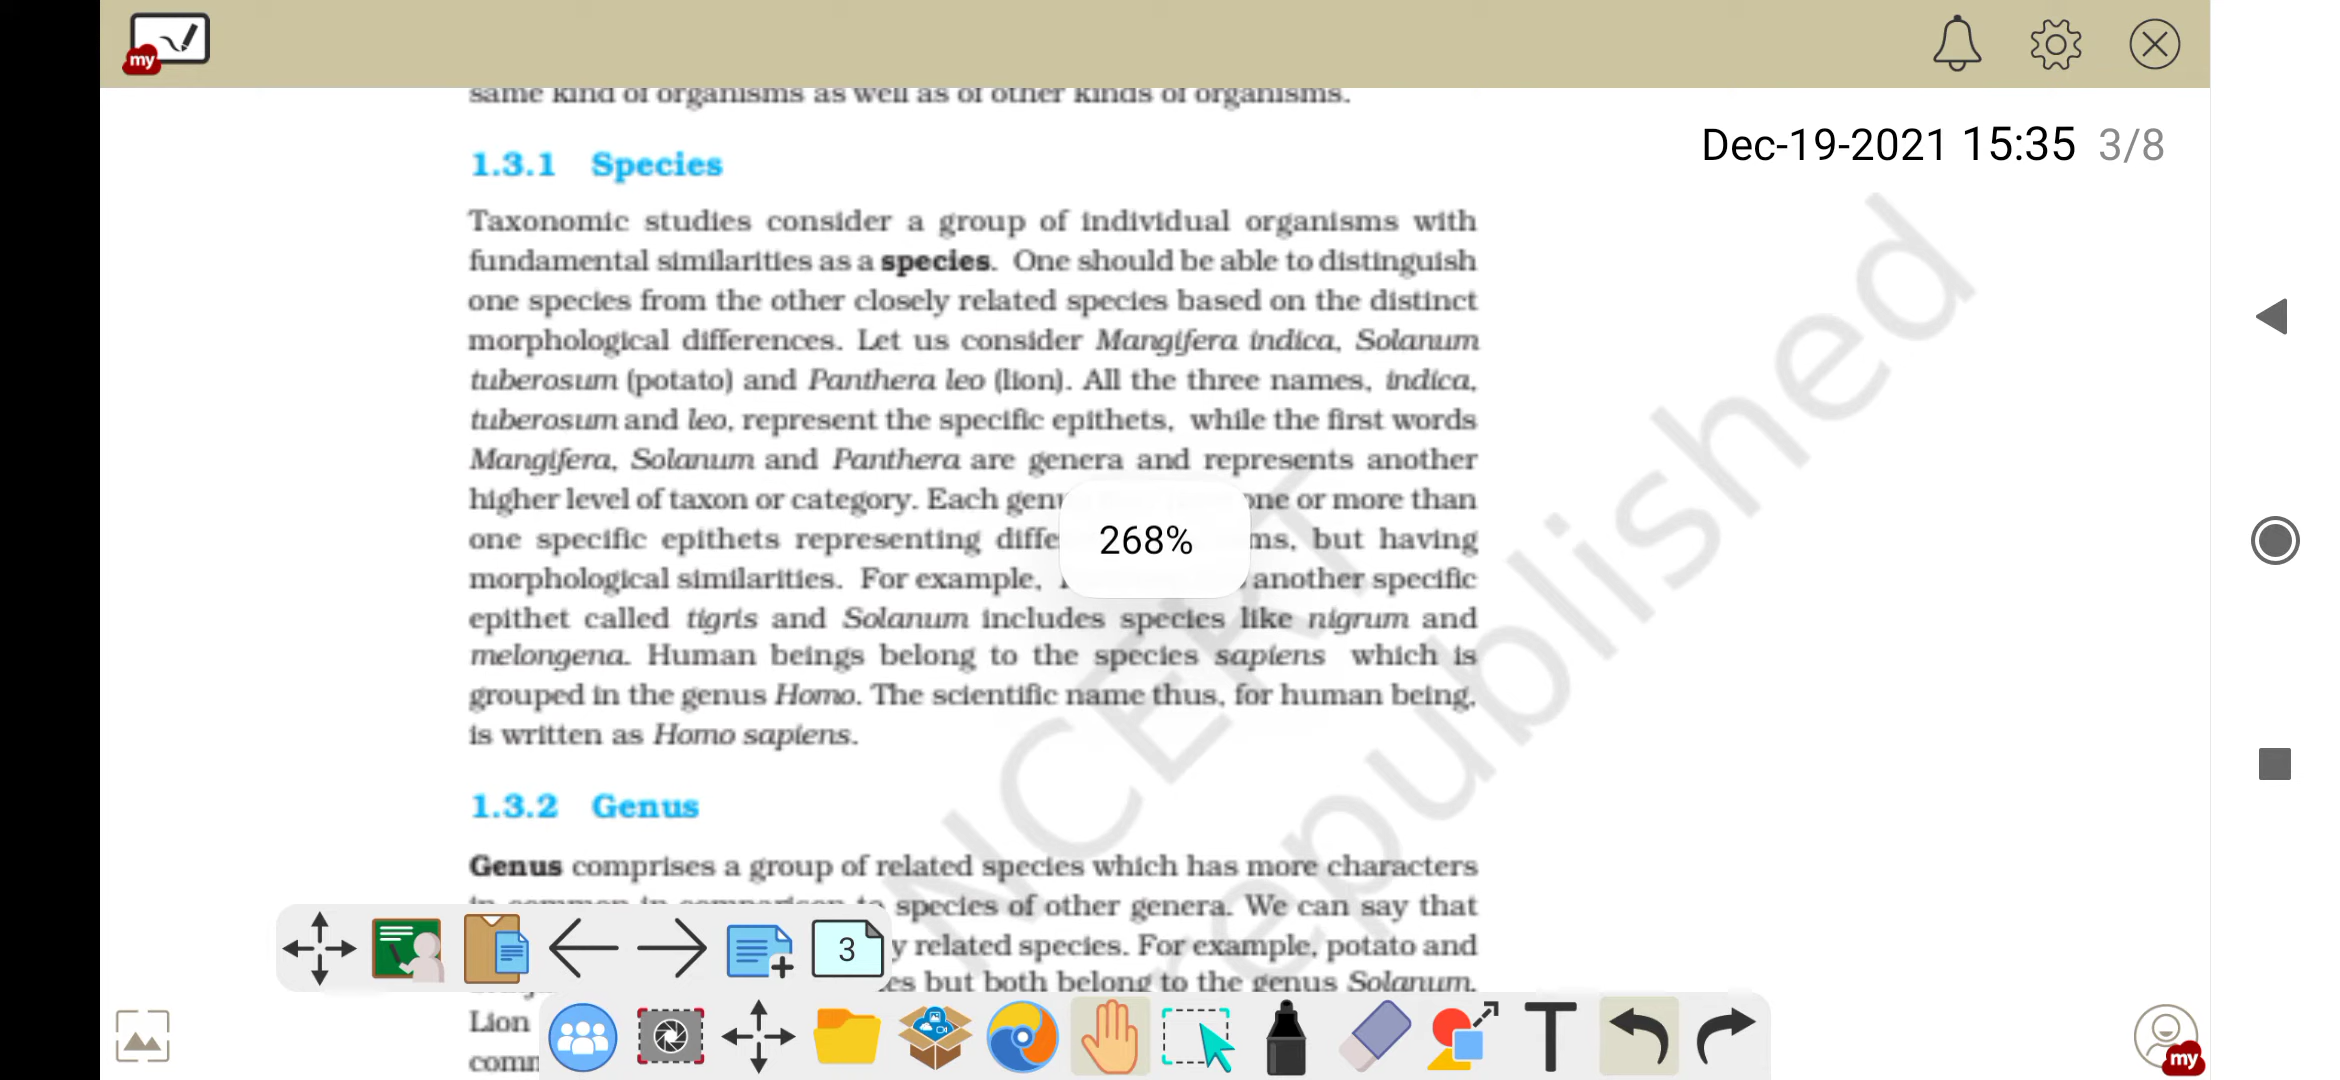 my
same kind of organisms as well as of other kinds of organisms.
Dec-19-2021 15:35 3/8
1.3.1 Species
Taxonomic studies consider a group of individual organisms with
fundamental similarities as a species. One should be able to distinguish
one species from the other closely related species based on the distinct
morphological differences. Let us consider Mangifera indica, Solanum
tuberosum (potato) and Panthera leo (lion). All the three names, indica,
tuberosum and leo, represent the specific epithets, while the first words
Mangifera, Solanum and Panthera are genera and represents another
higher level of taxon or category. Each one or more than
one specific epithets representing but having
268%
morphological similarities. For example, another specific
epithet called tigris and Solanum includes species like nigrum and
melongena. Human beings belong to the species sapiens which is
grouped in the genus Homo. The scientific name thus, for human being,
is written as Homo sapiens.
1.3.2 Genus
Genus comprises a group of related species which has more characters
in common in comparison to species of other genera. We can say that
related species. For example, potato and
but both belong to the genus Solanum.
Lion
3
T
my
NCERT
republished